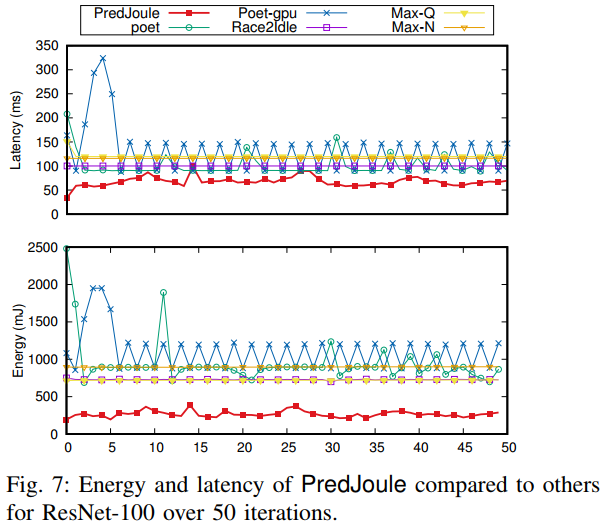 PredJoule Poet-gpu Max-Q
poet Race2Idle Max-N
350
300
250
200
150
100
50
0
Latency (ms)
2500
2000
1500
1000
500
0
Energy (mJ)
0 5 10 15 20 25 30 35 40 45 50
Fig. 7: Energy and latency of PredJoule compared to others
for ResNet-100 over 50 iterations.